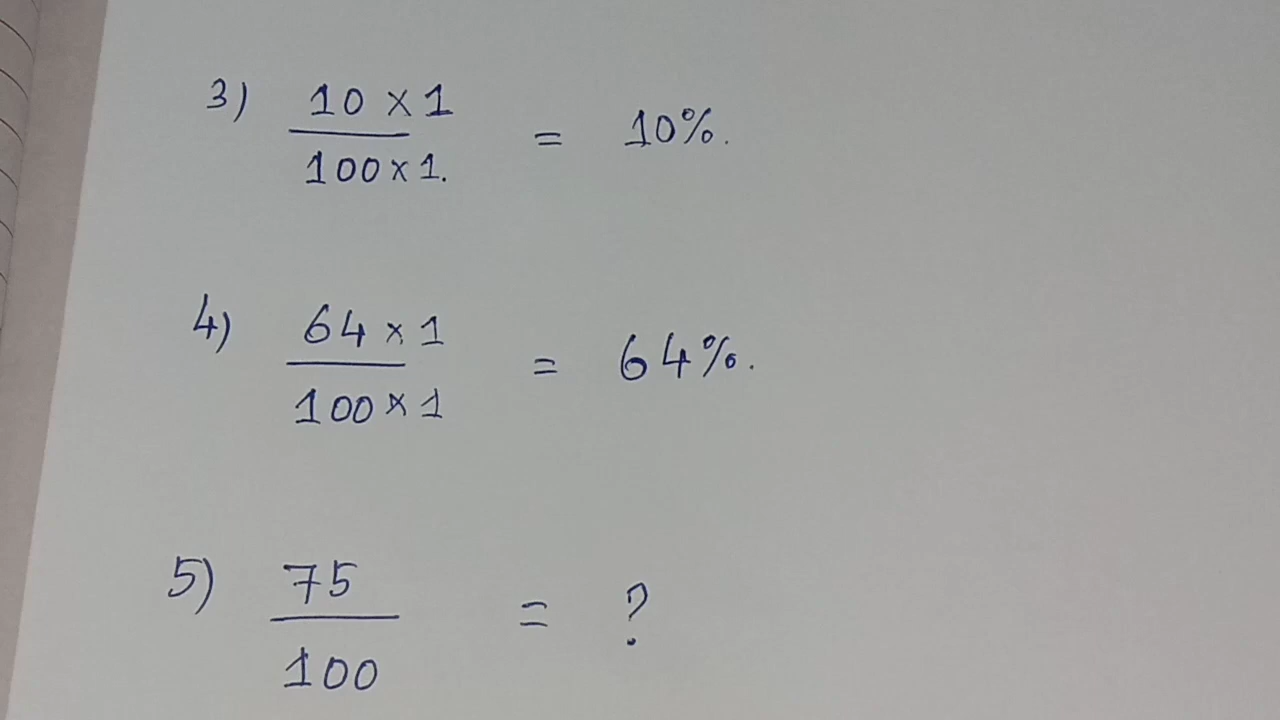 3) 10 x 1
= 10%.
100 x 1.
4) 64 x 1
= 64%.
100 x 1
5) 75
= ?
100